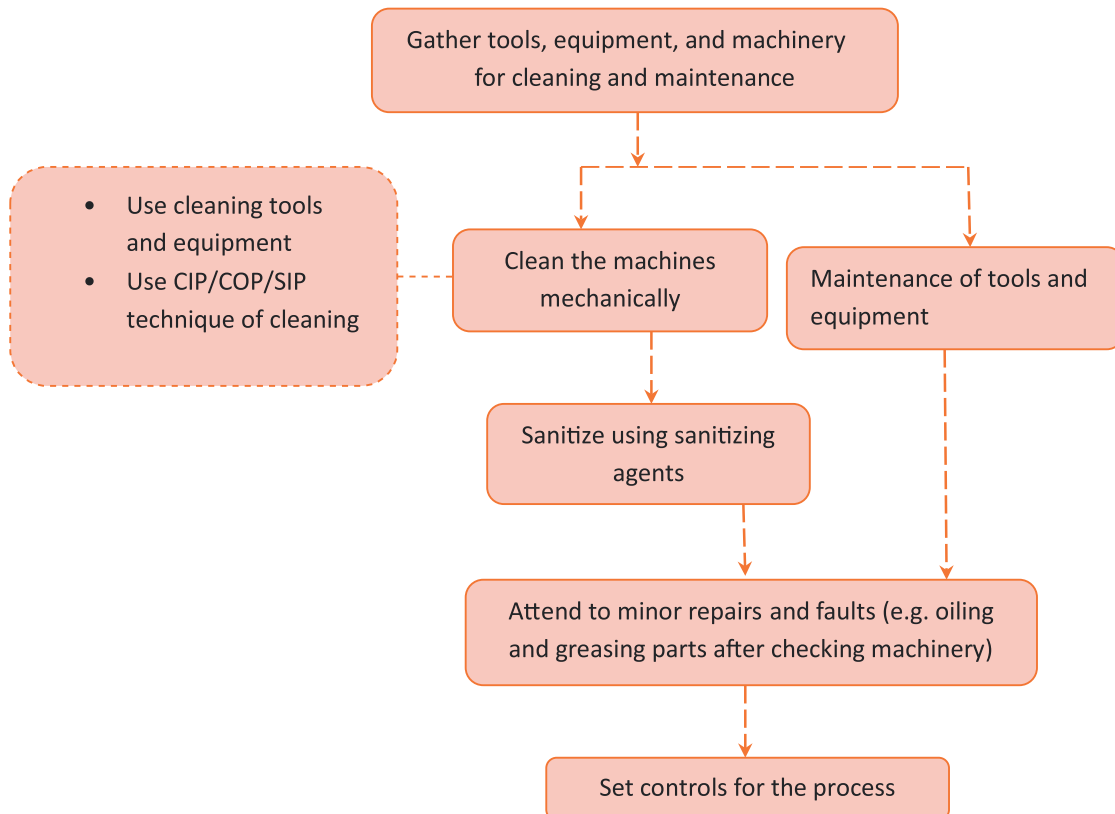 Gather tools, equipment, and machinery
for cleaning and maintenance
• Use cleaning tools
and equipment
• Use CIP/COP/SIP
technique of cleaning
Clean the machines
mechanically
Maintenance of tools and
equipment
Sanitize using sanitizing
agents
Attend to minor repairs and faults (e.g. oiling
and greasing parts after checking machinery)
Set controls for the process